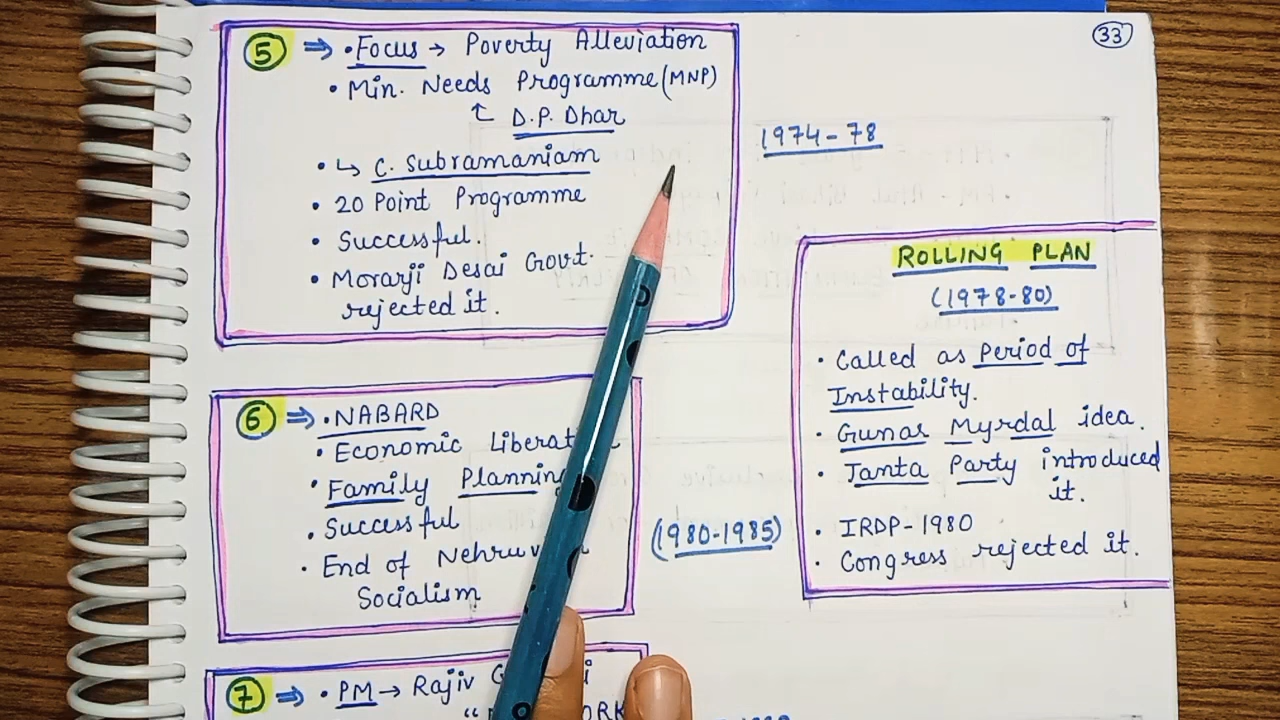 33
5 ⇒ • Focus → Poverty Alleviation
• Min. Needs Programme (MNP)
↑ D.P. Dhar
• ↳ C. Subramaniam
• 20 Point Programme
• Successful.
• Morarji Desai Govt.
rejected it.
1974-78
ROLLING PLAN
(1978-80)
• Called as Period of
Instability.
• Gunar Myrdal idea.
• Janta Party introduced
it.
• IRDP-1980
• Congress rejected it.
6 ⇒ • NABARD
• Economic
• Family Planning
• Successful
• End of
Socialism
(1980-1985)
7 ⇒ • PM → Rajiv